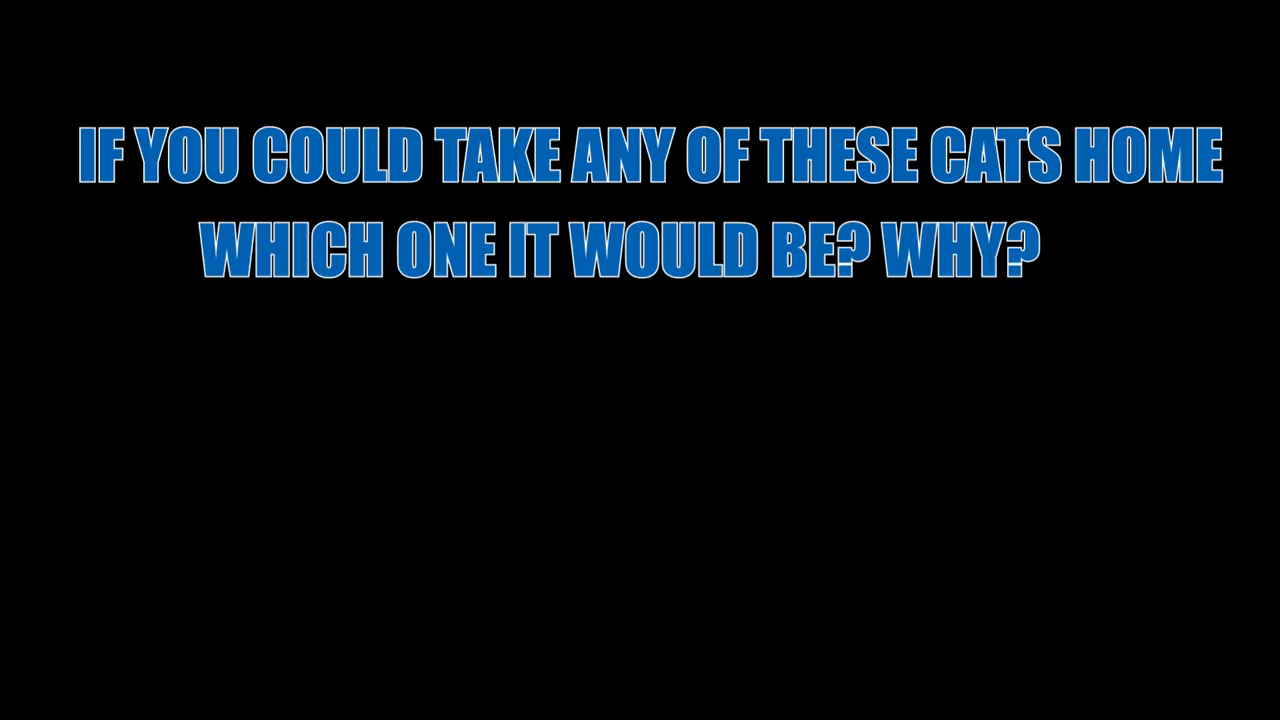 IF YOU COULD TAKE ANY OF THESE CATS HOME
WHICH ONE IT WOULD BE? WHY?